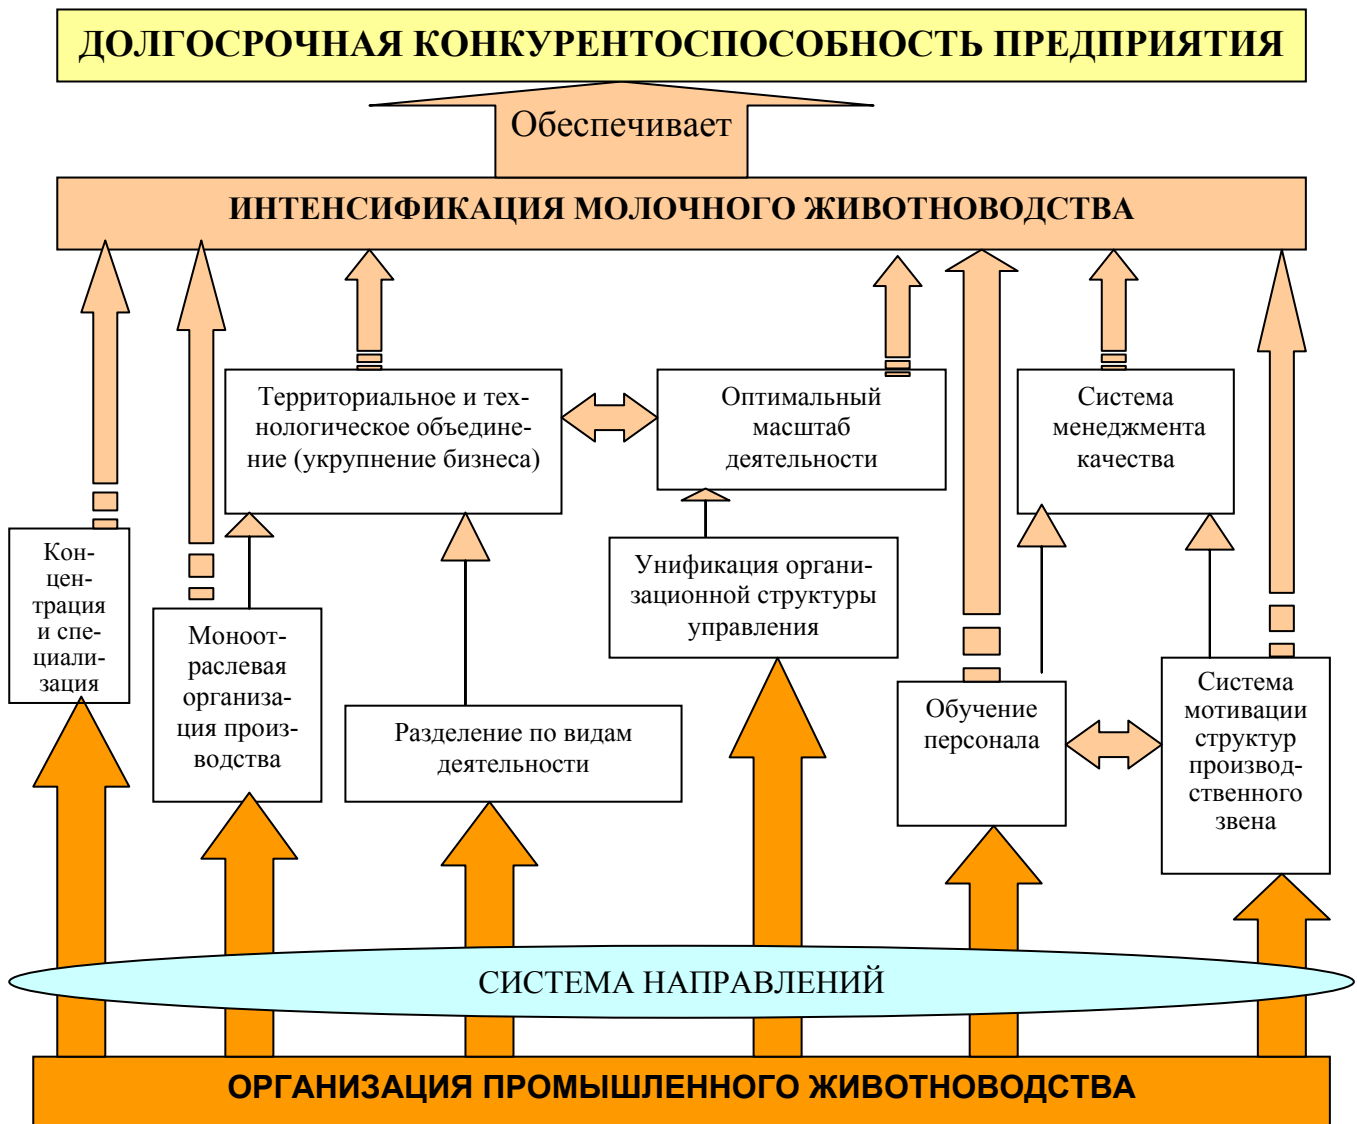 ДОЛГОСРОЧНАЯ КОНКУРЕНТОСПОСОБНОСТЬ ПРЕДПРИЯТИЯ
Обеспечивает
ИНТЕНСИФИКАЦИЯ МОЛОЧНОГО ЖИВОТНОВОДСТВА
Территориальное и тех-
нологическое объедине-
ние (укрупнение бизнеса)
Оптимальный
масштаб
деятельности
Система
менеджмента
качества
Кон-
цен-
трация
и спе-
циали-
зация
Моноот-
раслевая
организа-
ция произ-
водства
Разделение по видам
деятельности
Унификация органи-
зационной структуры
управления
Обучение
персонала
Система
мотивации
структур
производ-
ственного
звена
СИСТЕМА НАПРАВЛЕНИЙ
ОРГАНИЗАЦИЯ ПРОМЫШЛЕННОГО ЖИВОТНОВОДСТВА